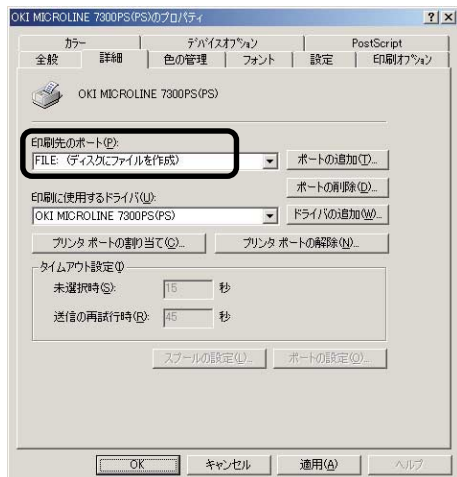 OKI MICROLINE 7300PS(PS)のプロパティ
カラー デバイスオプション PostScript
全般 詳細 色の管理 フォント 設定 印刷オプション
OKI MICROLINE 7300PS(PS)
印刷先のポート(P):
FILE: (ディスクにファイルを作成)
ポートの追加(T)...
ポートの削除(D)...
印刷に使用するドライバ(U):
OKI MICROLINE 7300PS(PS)
ドライバの追加(W)...
プリンタ ポートの割り当て(C)... プリンタ ポートの解除(N)...
タイムアウト設定(I)
未選択時(S): 15 秒
送信の再試行時(R): 45 秒
スプールの設定(L)... ポートの設定(O)...
OK キャンセル 適用(A) ヘルプ